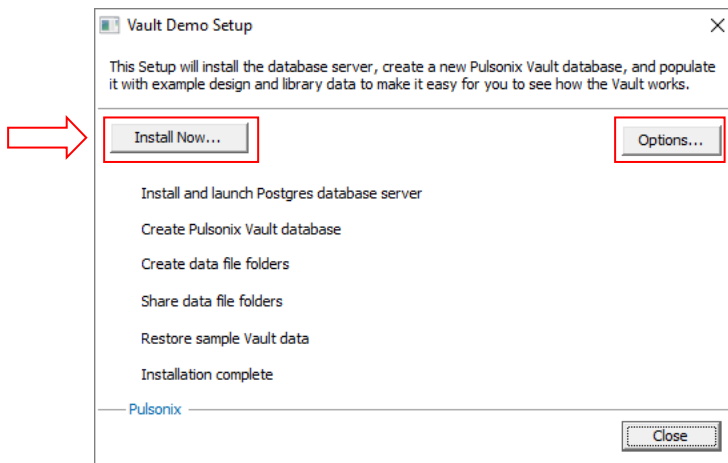 Vault Demo Setup
This Setup will install the database server, create a new Pulsonix Vault database, and populate
it with example design and library data to make it easy for you to see how the Vault works.
Install Now...
Options...
Install and launch Postgres database server
Create Pulsonix Vault database
Create data file folders
Share data file folders
Restore sample Vault data
Installation complete
Pulsonix
Close